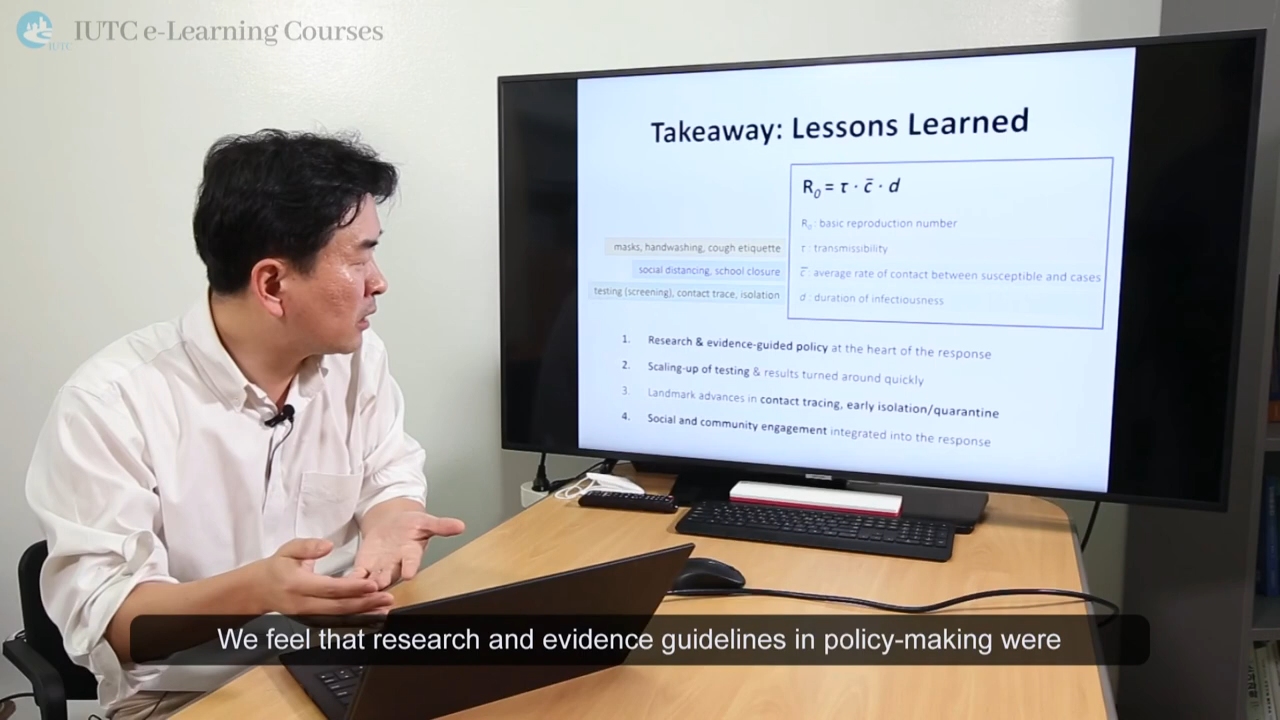 IUTC e-Learning Courses
IUTC
Takeaway: Lessons Learned
R0 = τ · c̄ · d
R0 : basic reproduction number
masks, handwashing, cough etiquette
τ : transmissibility
social distancing, school closure
c̄ : average rate of contact between susceptible and cases
testing (screening), contact trace, isolation
d : duration of infectiousness
1. Research & evidence-guided policy at the heart of the response
2. Scaling-up of testing & results turned around quickly
3. Landmark advances in contact tracing, early isolation/quarantine
4. Social and community engagement integrated into the response
We feel that research and evidence guidelines in policy-making were